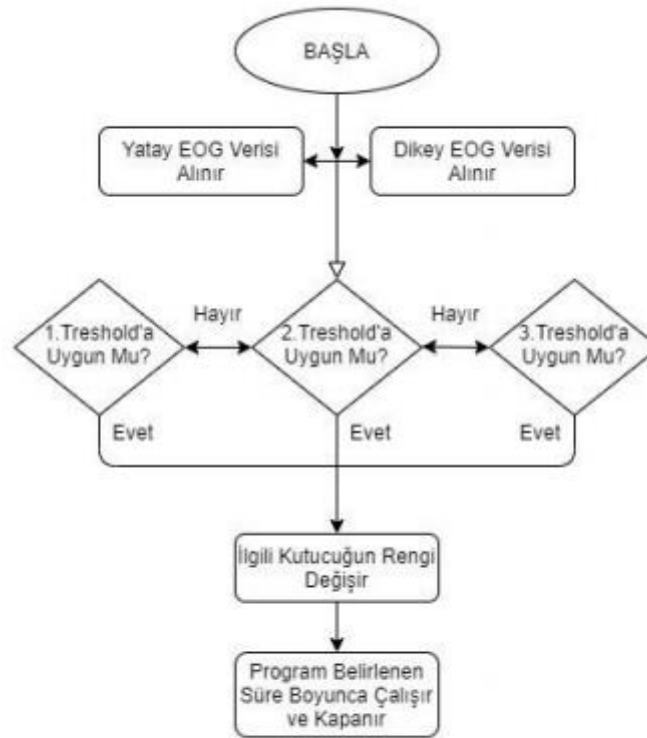 BAŞLA
Yatay EOG Verisi
Alınır
Dikey EOG Verisi
Alınır
1.Treshold'a
Uygun Mu?
Hayır
2.Treshold'a
Uygun Mu?
Hayır
3.Treshold'a
Uygun Mu?
Evet
Evet
Evet
İlgili Kutucuğun Rengi
Değişir
Program Belirlenen
Süre Boyunca Çalışır
ve Kapanır